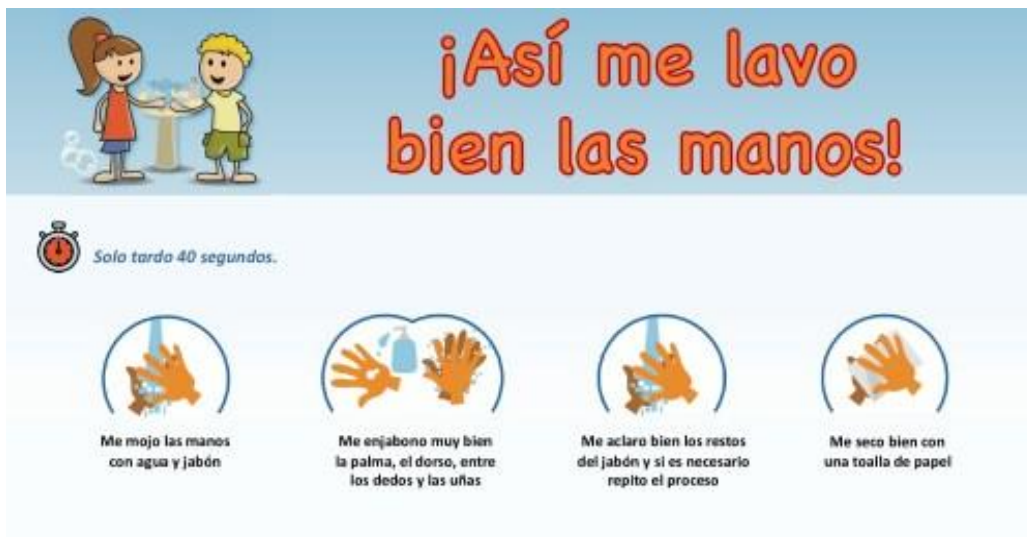 ¡Así me lavo
bien las manos!
Solo tardo 40 segundos.
Me mojo las manos
con agua y jabón
Me enjabono muy bien
la palma, el dorso, entre
los dedos y las uñas
Me aclaro bien los restos
del jabón y si es necesario
repito el proceso
Me seco bien con
una toalla de papel